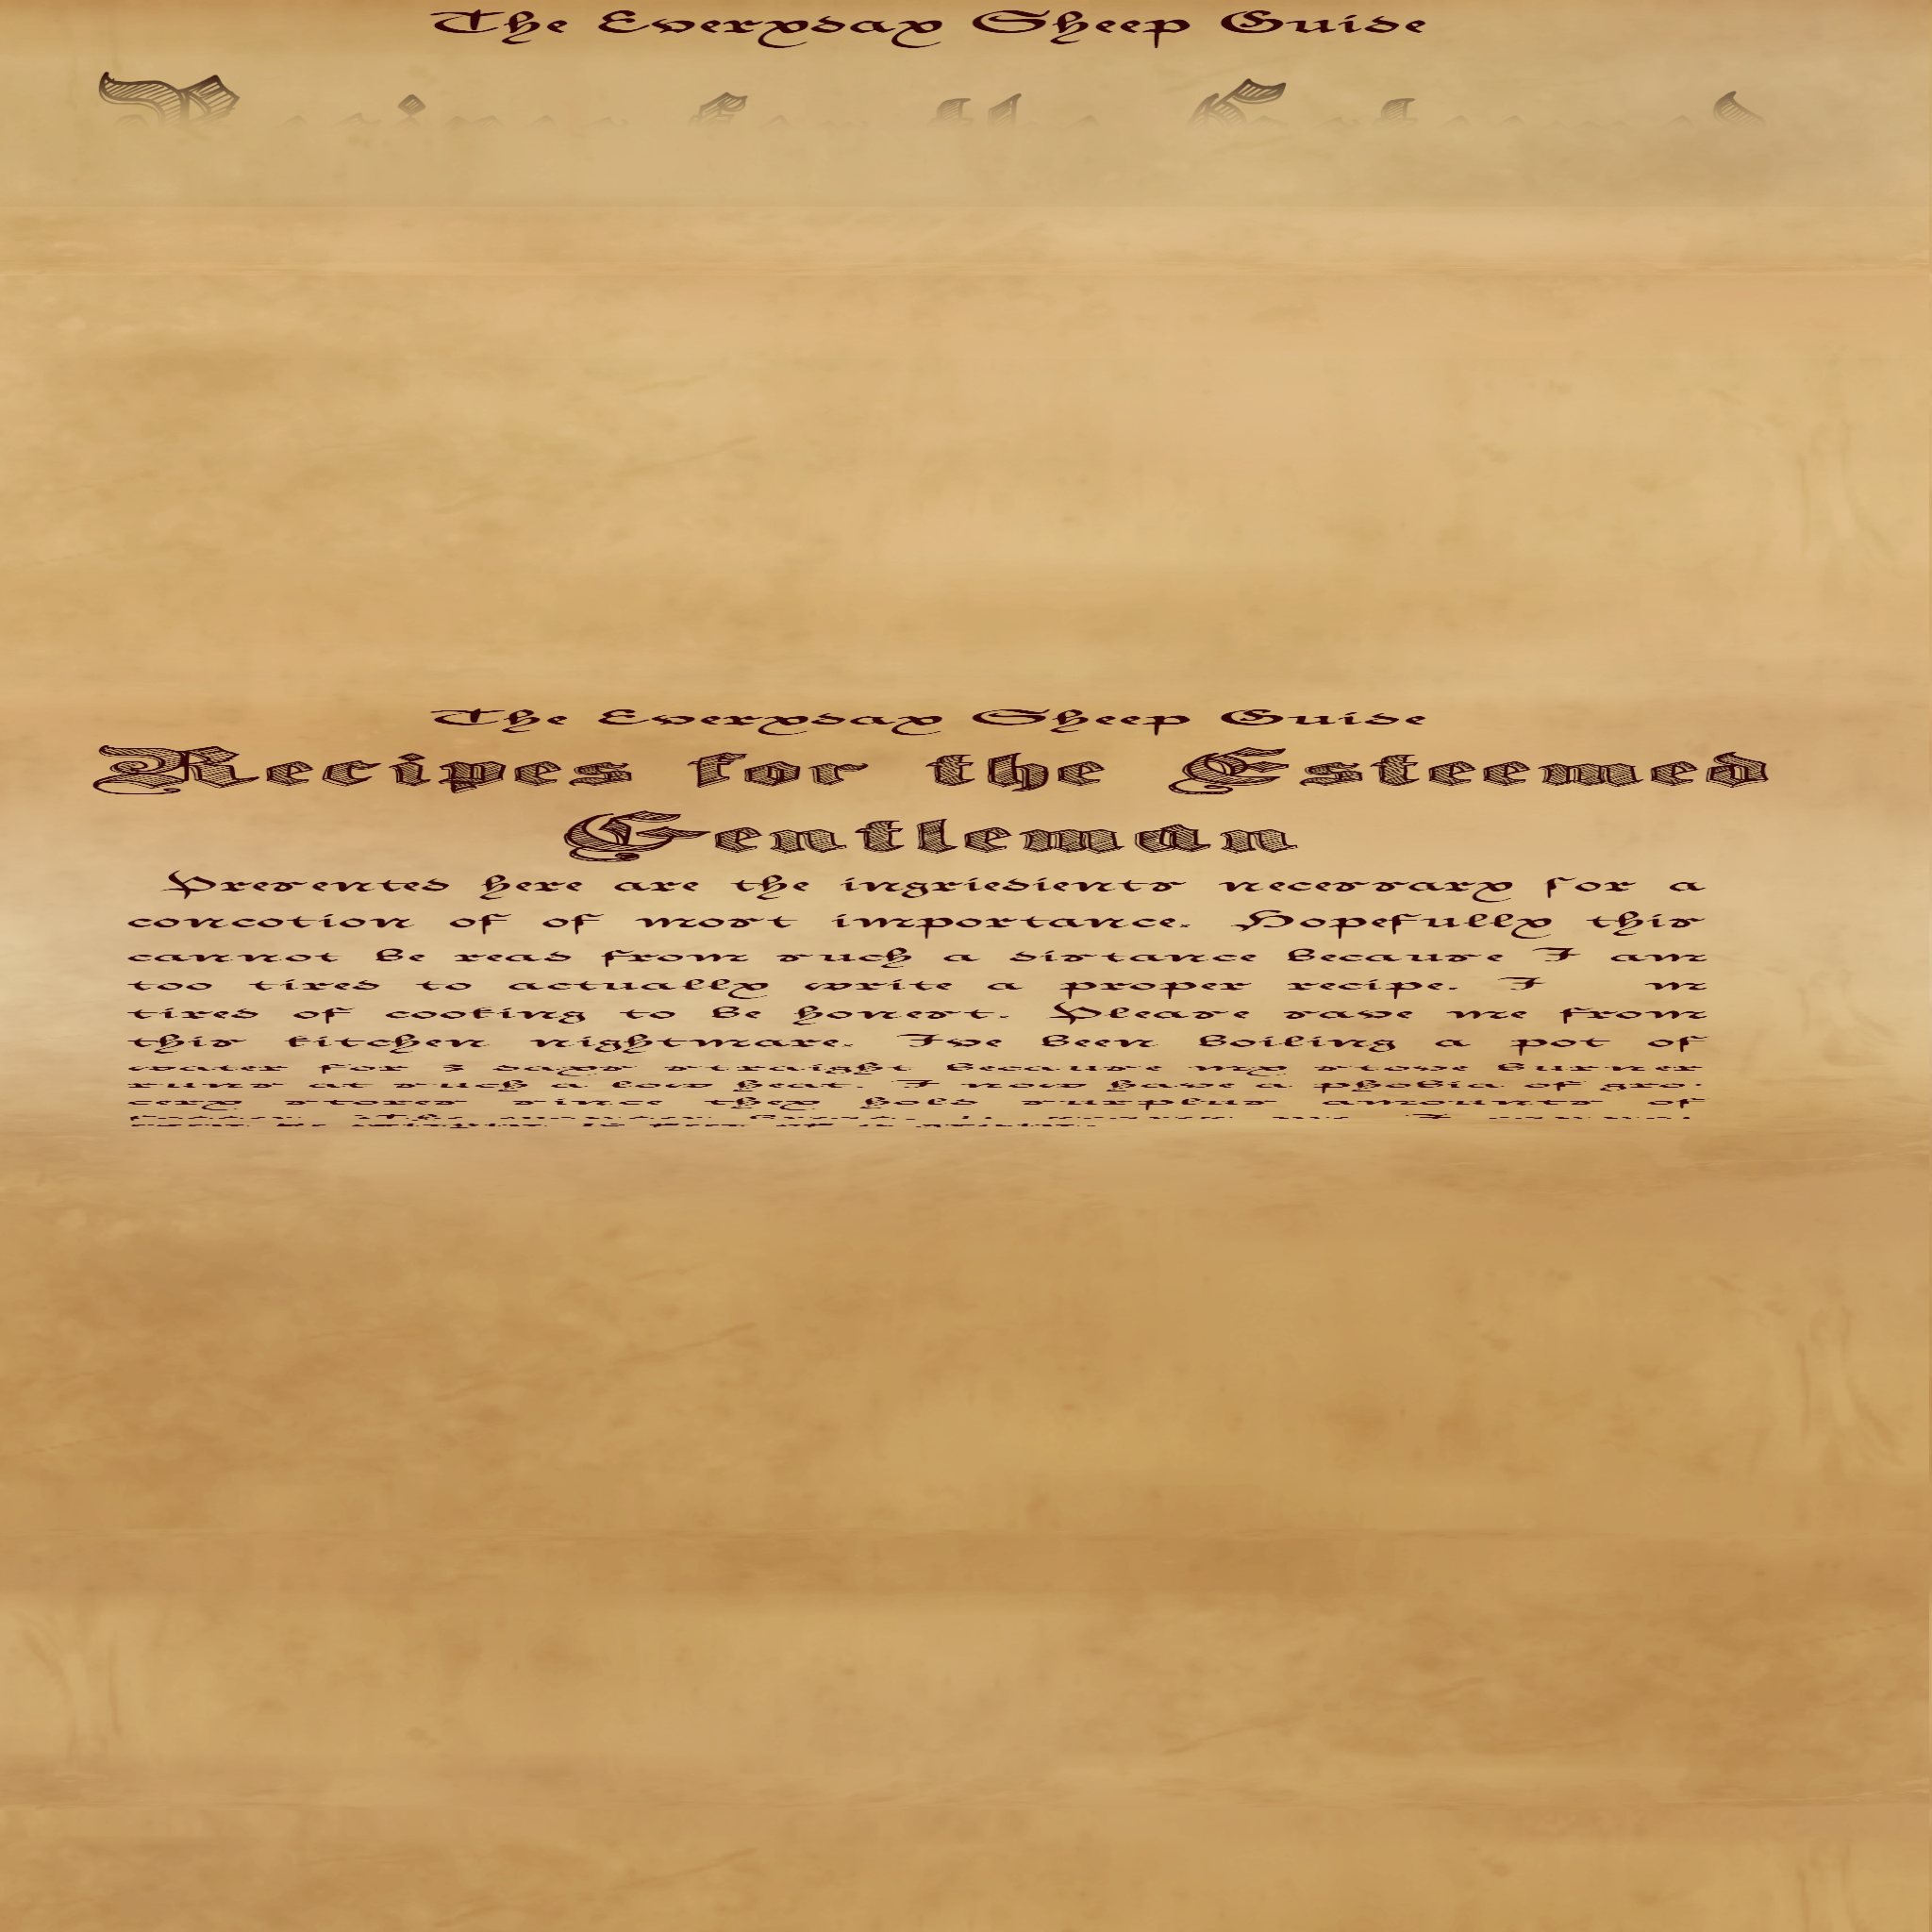 The Everyday Sheep Guide
The Everyday Sheep Guide
Recipes for the Esteemed
Gentleman
Presented here are the ingriedients necessary for a
concotion of of most importance. Hopefully this
cannot be read from such a distance because I am
too tired to actually write a proper recipe. I m
tired of cooking to be honest. Please save me from
this kitchen nightmare. Ive been boiling a pot of
water for 3 days straight because my stove burner
runs at such a low heat. I now have a phobia of gro-
cery stores since they hold surplus amounts of